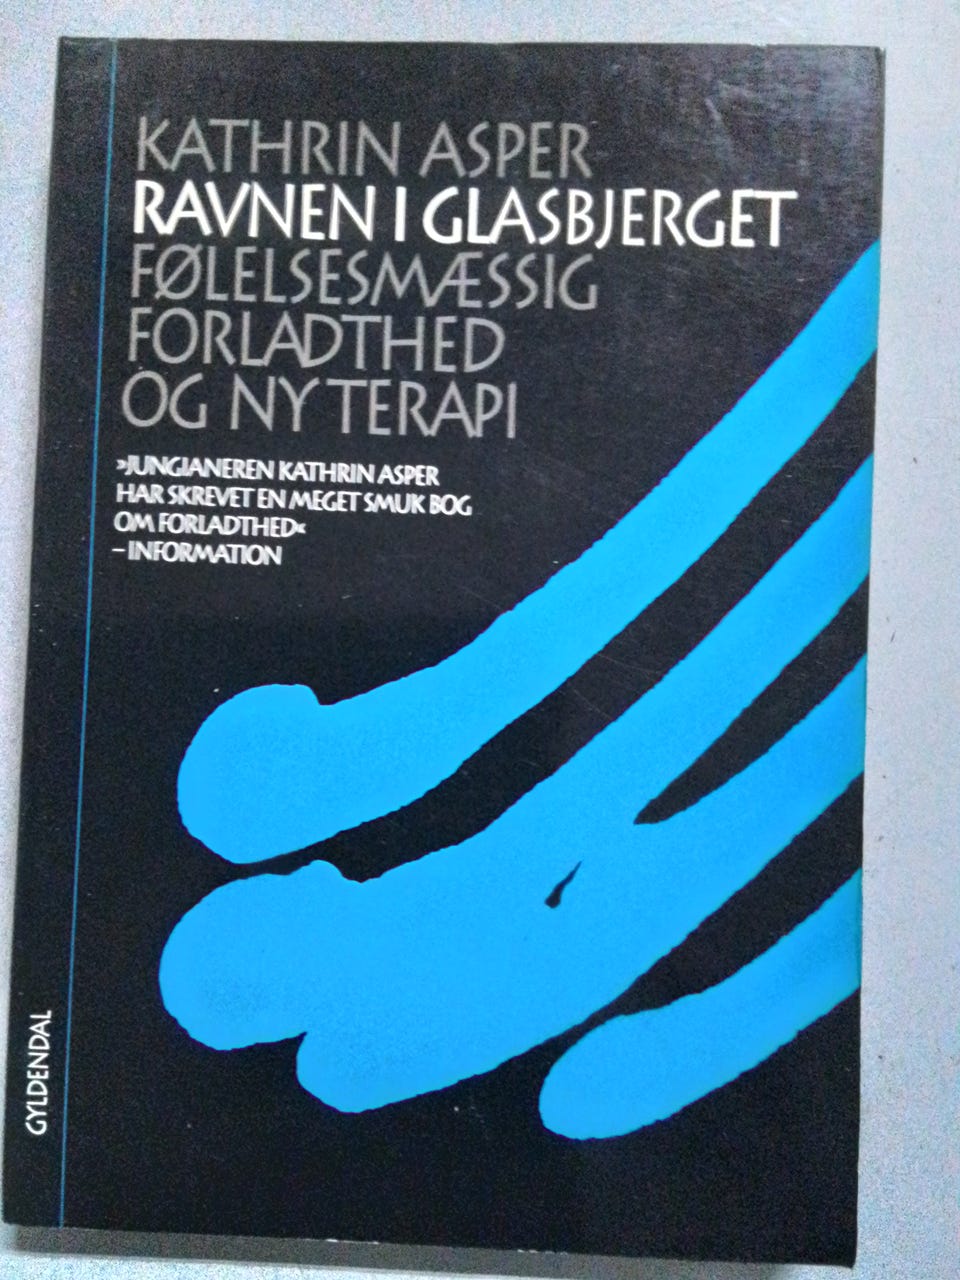 KATHRIN ASPER
RAVNEN I GLASBJERGET
FØLELSESMÆSSIG
FORLADTHED
OG NY TERAPI
»JUNGIANEREN KATHRIN ASPER
HAR SKREVET EN MEGET SMUK BOG
OM FORLADTHED«
– INFORMATION
GYLDENDAL